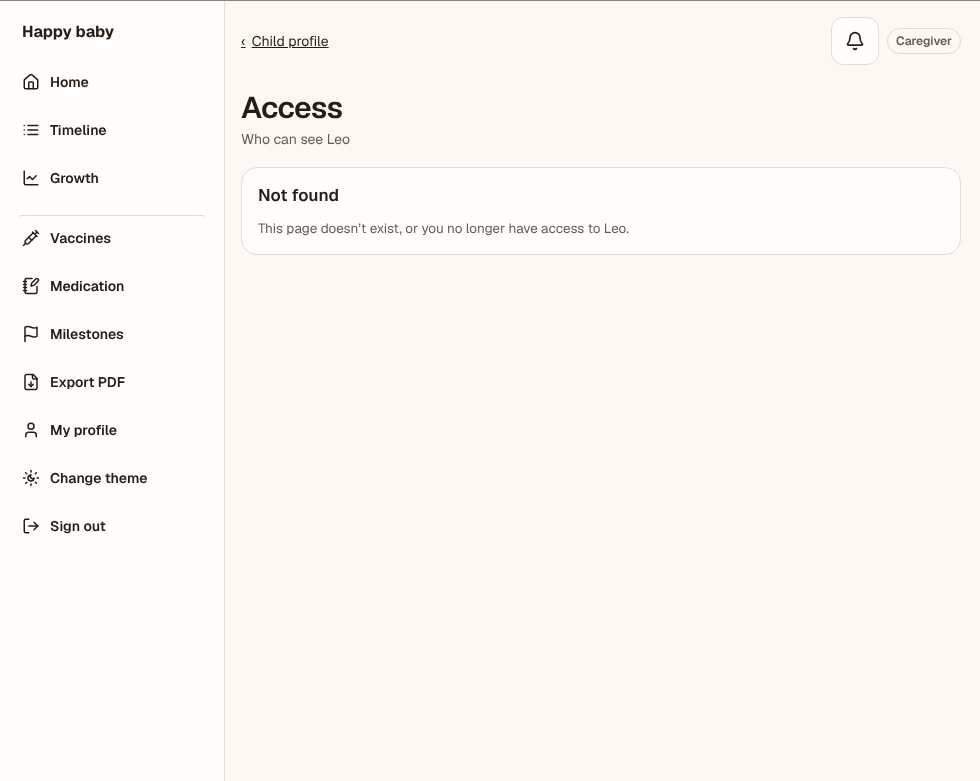 Happy baby
Home
Timeline
Growth
Vaccines
Medication
Milestones
Export PDF
My profile
Change theme
Sign out
‹ Child profile
Caregiver
Access
Who can see Leo
Not found
This page doesn't exist, or you no longer have access to Leo.